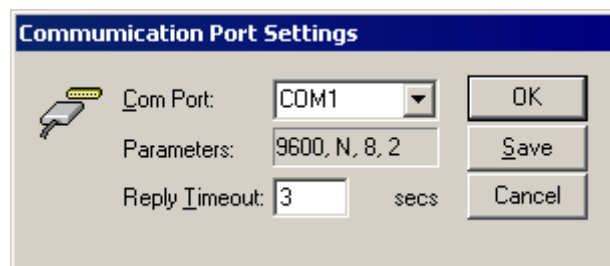 Commumication Port Settings
Com Port: COM1 OK
Parameters: 9600, N, 8, 2 Save
Reply Timeout: 3 secs Cancel